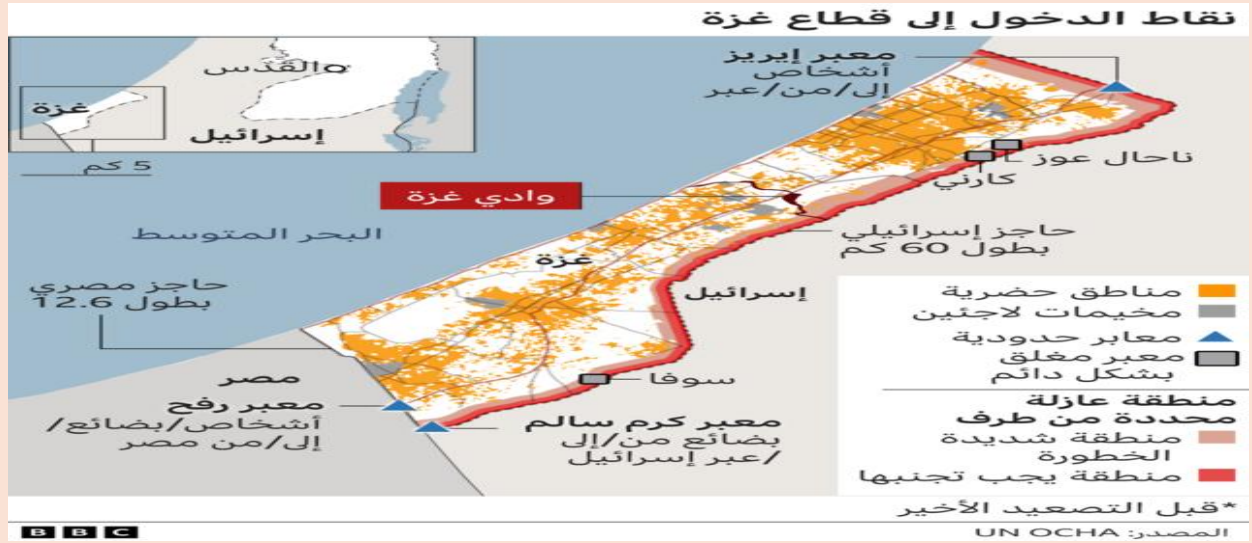 نقاط الدخول إلى قطاع غزة
القدس
غزة
إسرائيل
5 كم
معبر إيريز
أشخاص
إلى/من/عبر
ناحال عوز
كارني
وادي غزة
حاجز إسرائيلي
بطول 60 كم
البحر المتوسط
غزة
إسرائيل
حاجز مصري
بطول 12.6
سوفا
مصر
معبر رفح
أشخاص/بضائع/
إلى/من مصر
معبر كرم سالم
بضائع من/إلى
/عبر إسرائيل
مناطق حضرية
مخيمات لاجئين
معابر حدودية
معبر مغلق
بشكل دائم
منطقة عازلة
محددة من طرف
منطقة شديدة
الخطورة
منطقة يجب تجنبها
*قبل التصعيد الأخير
المصدر: UN OCHA
BBC